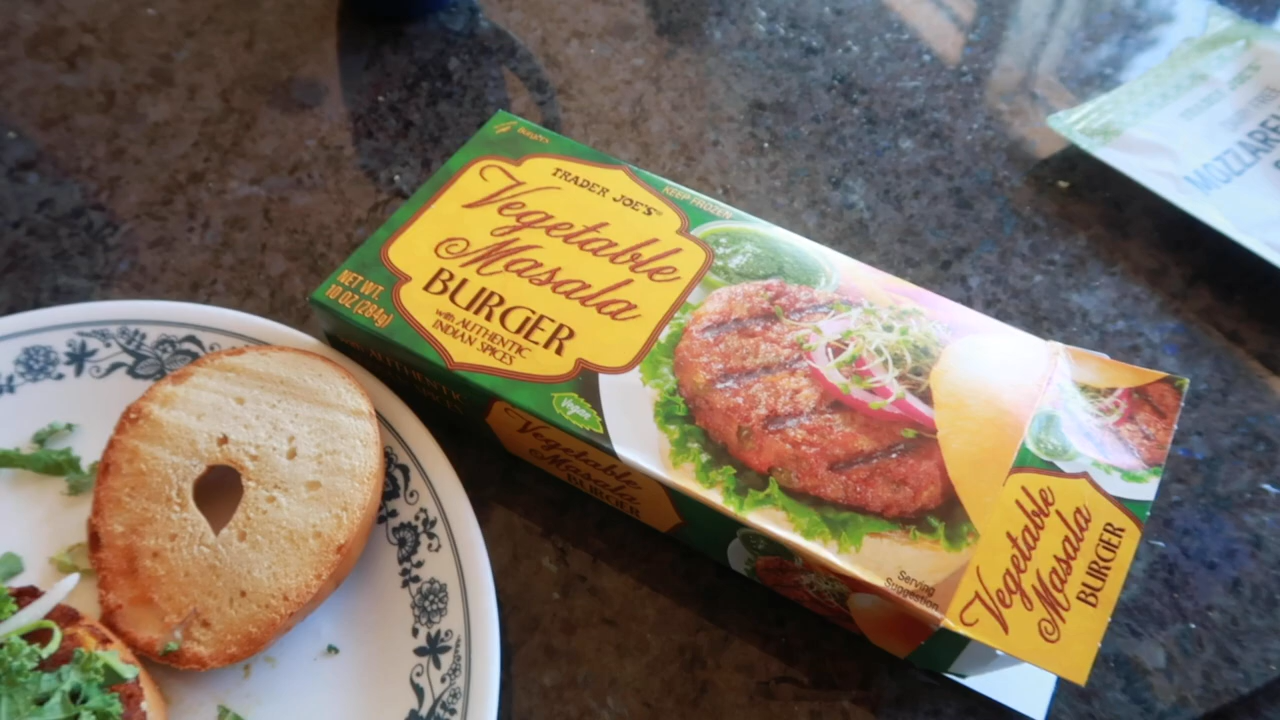 Burgers
TRADER JOE'S®
KEEP FROZEN
Vegetable
Masala
BURGER
with AUTHENTIC
INDIAN SPICES
NET WT.
10 OZ (284g)
Vegan
Vegetable
Masala
BURGER
Serving
Suggestion
Vegetable
Masala
BURGER
MOZZARE